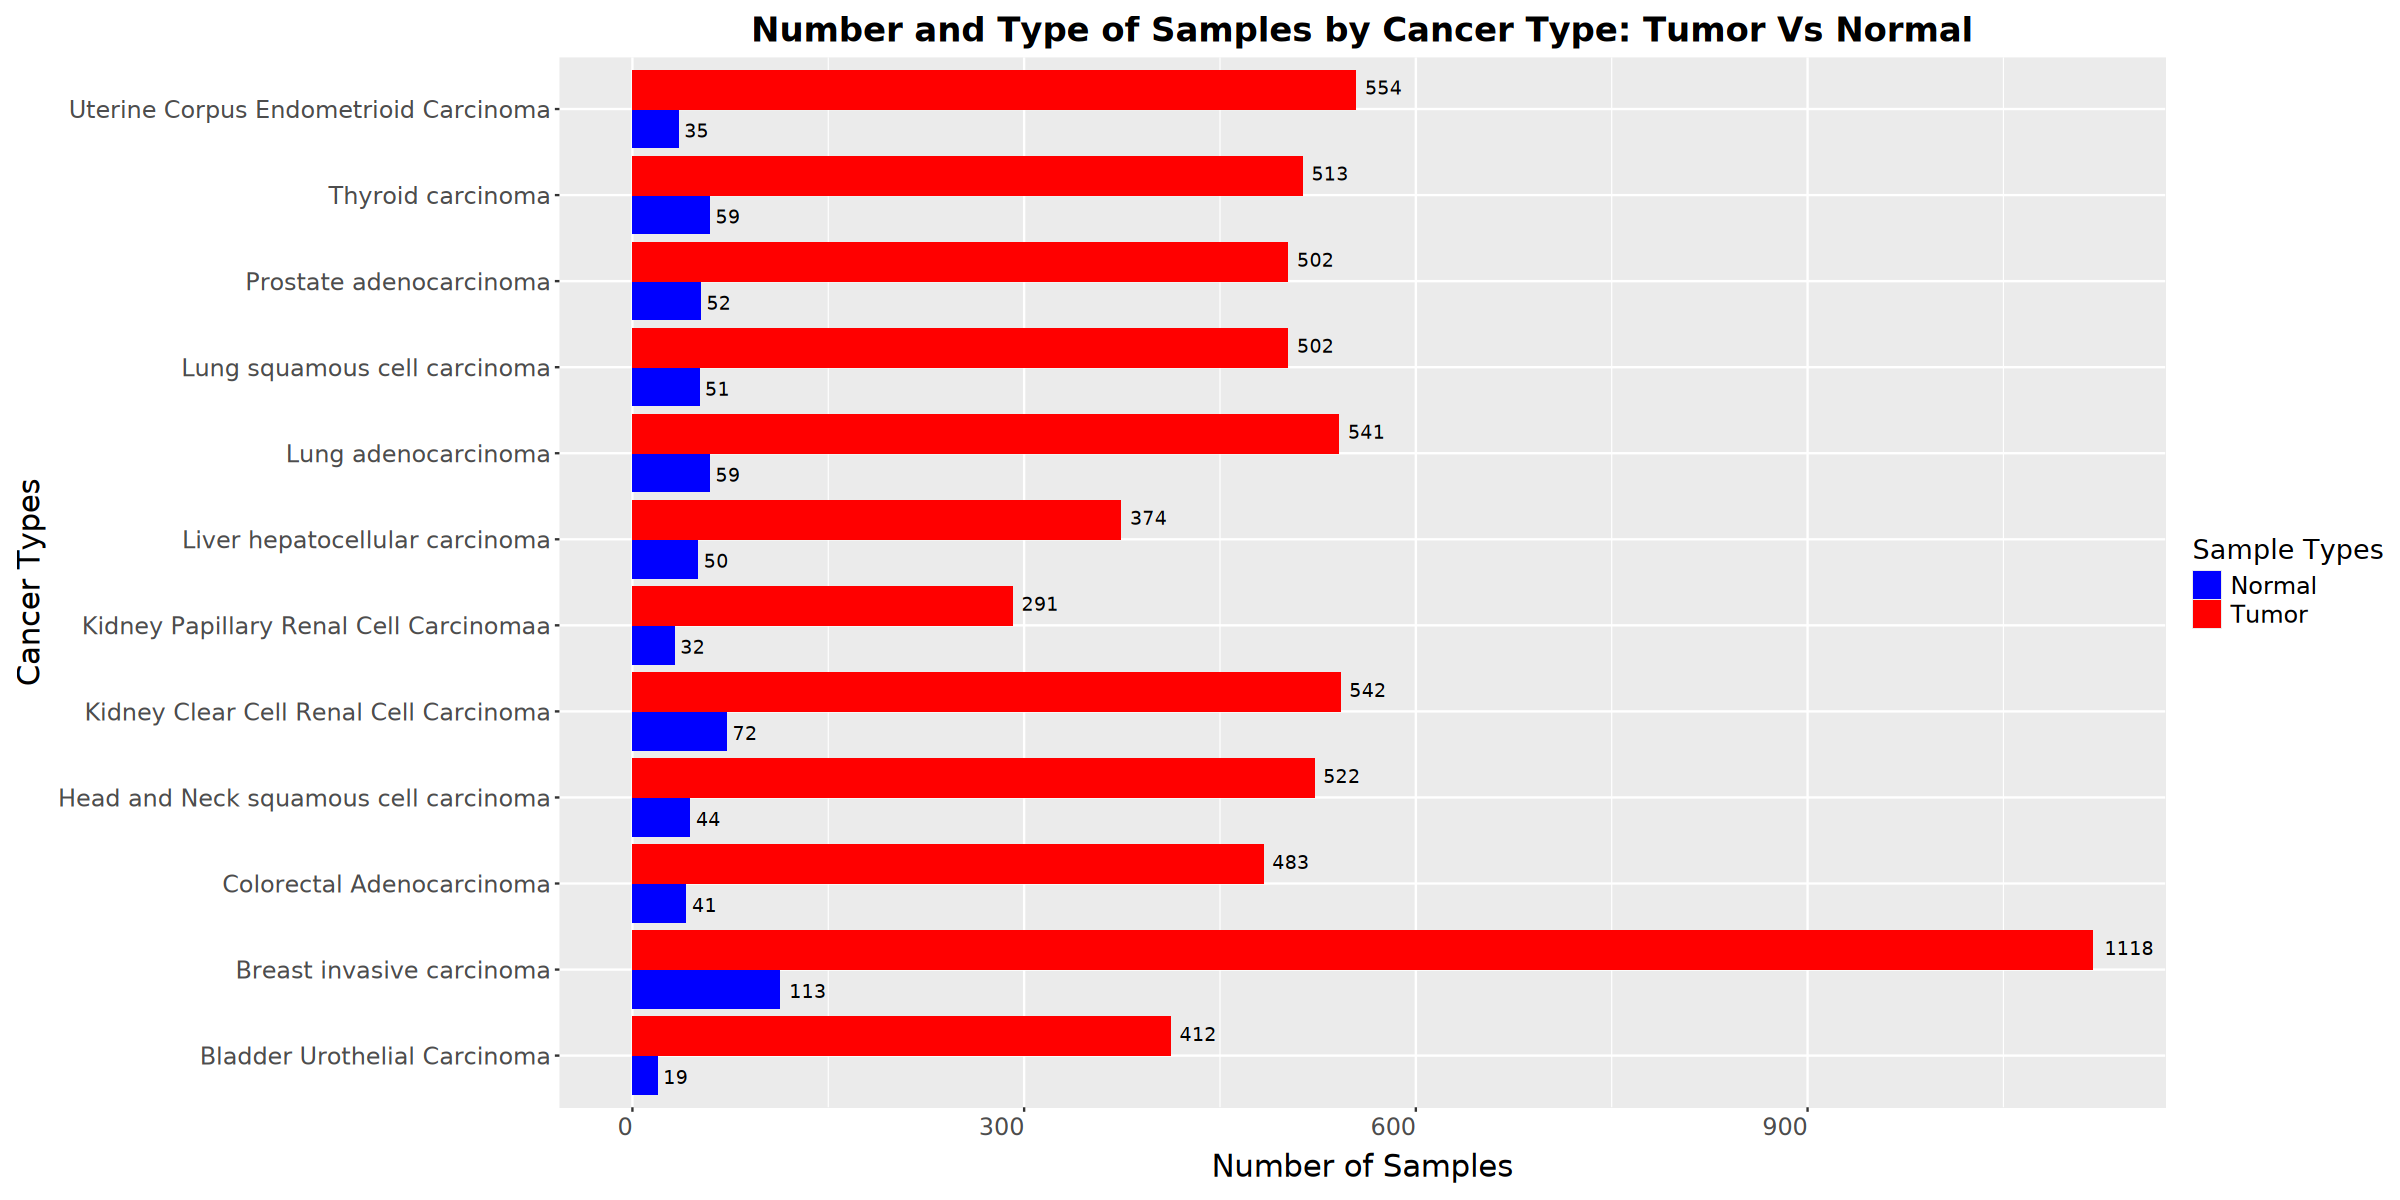 Number and Type of Samples by Cancer Type: Tumor Vs Normal
Cancer Types
Uterine Corpus Endometrioid Carcinoma
554
35
Thyroid carcinoma
513
59
Prostate adenocarcinoma
502
52
Lung squamous cell carcinoma
502
51
Lung adenocarcinoma
541
59
Liver hepatocellular carcinoma
374
50
Kidney Papillary Renal Cell Carcinomaa
291
32
Kidney Clear Cell Renal Cell Carcinoma
542
72
Head and Neck squamous cell carcinoma
522
44
Colorectal Adenocarcinoma
483
41
Breast invasive carcinoma
1118
113
Bladder Urothelial Carcinoma
412
19
0 300 600 900
Number of Samples
Sample Types
Normal
Tumor